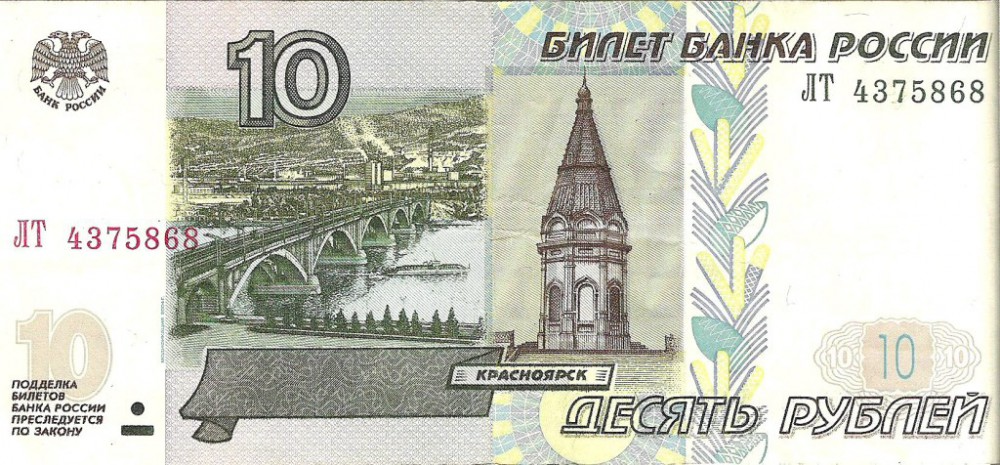 10
БИЛЕТ БАНКА РОССИИ
БАНК РОССИИ
ЛТ 4375868
ЛТ 4375868
10
10 10 10
КРАСНОЯРСК
ПОДДЕЛКА
БИЛЕТОВ
БАНКА РОССИИ
ПРЕСЛЕДУЕТСЯ
ПО ЗАКОНУ
ДЕСЯТЬ РУБЛЕЙ